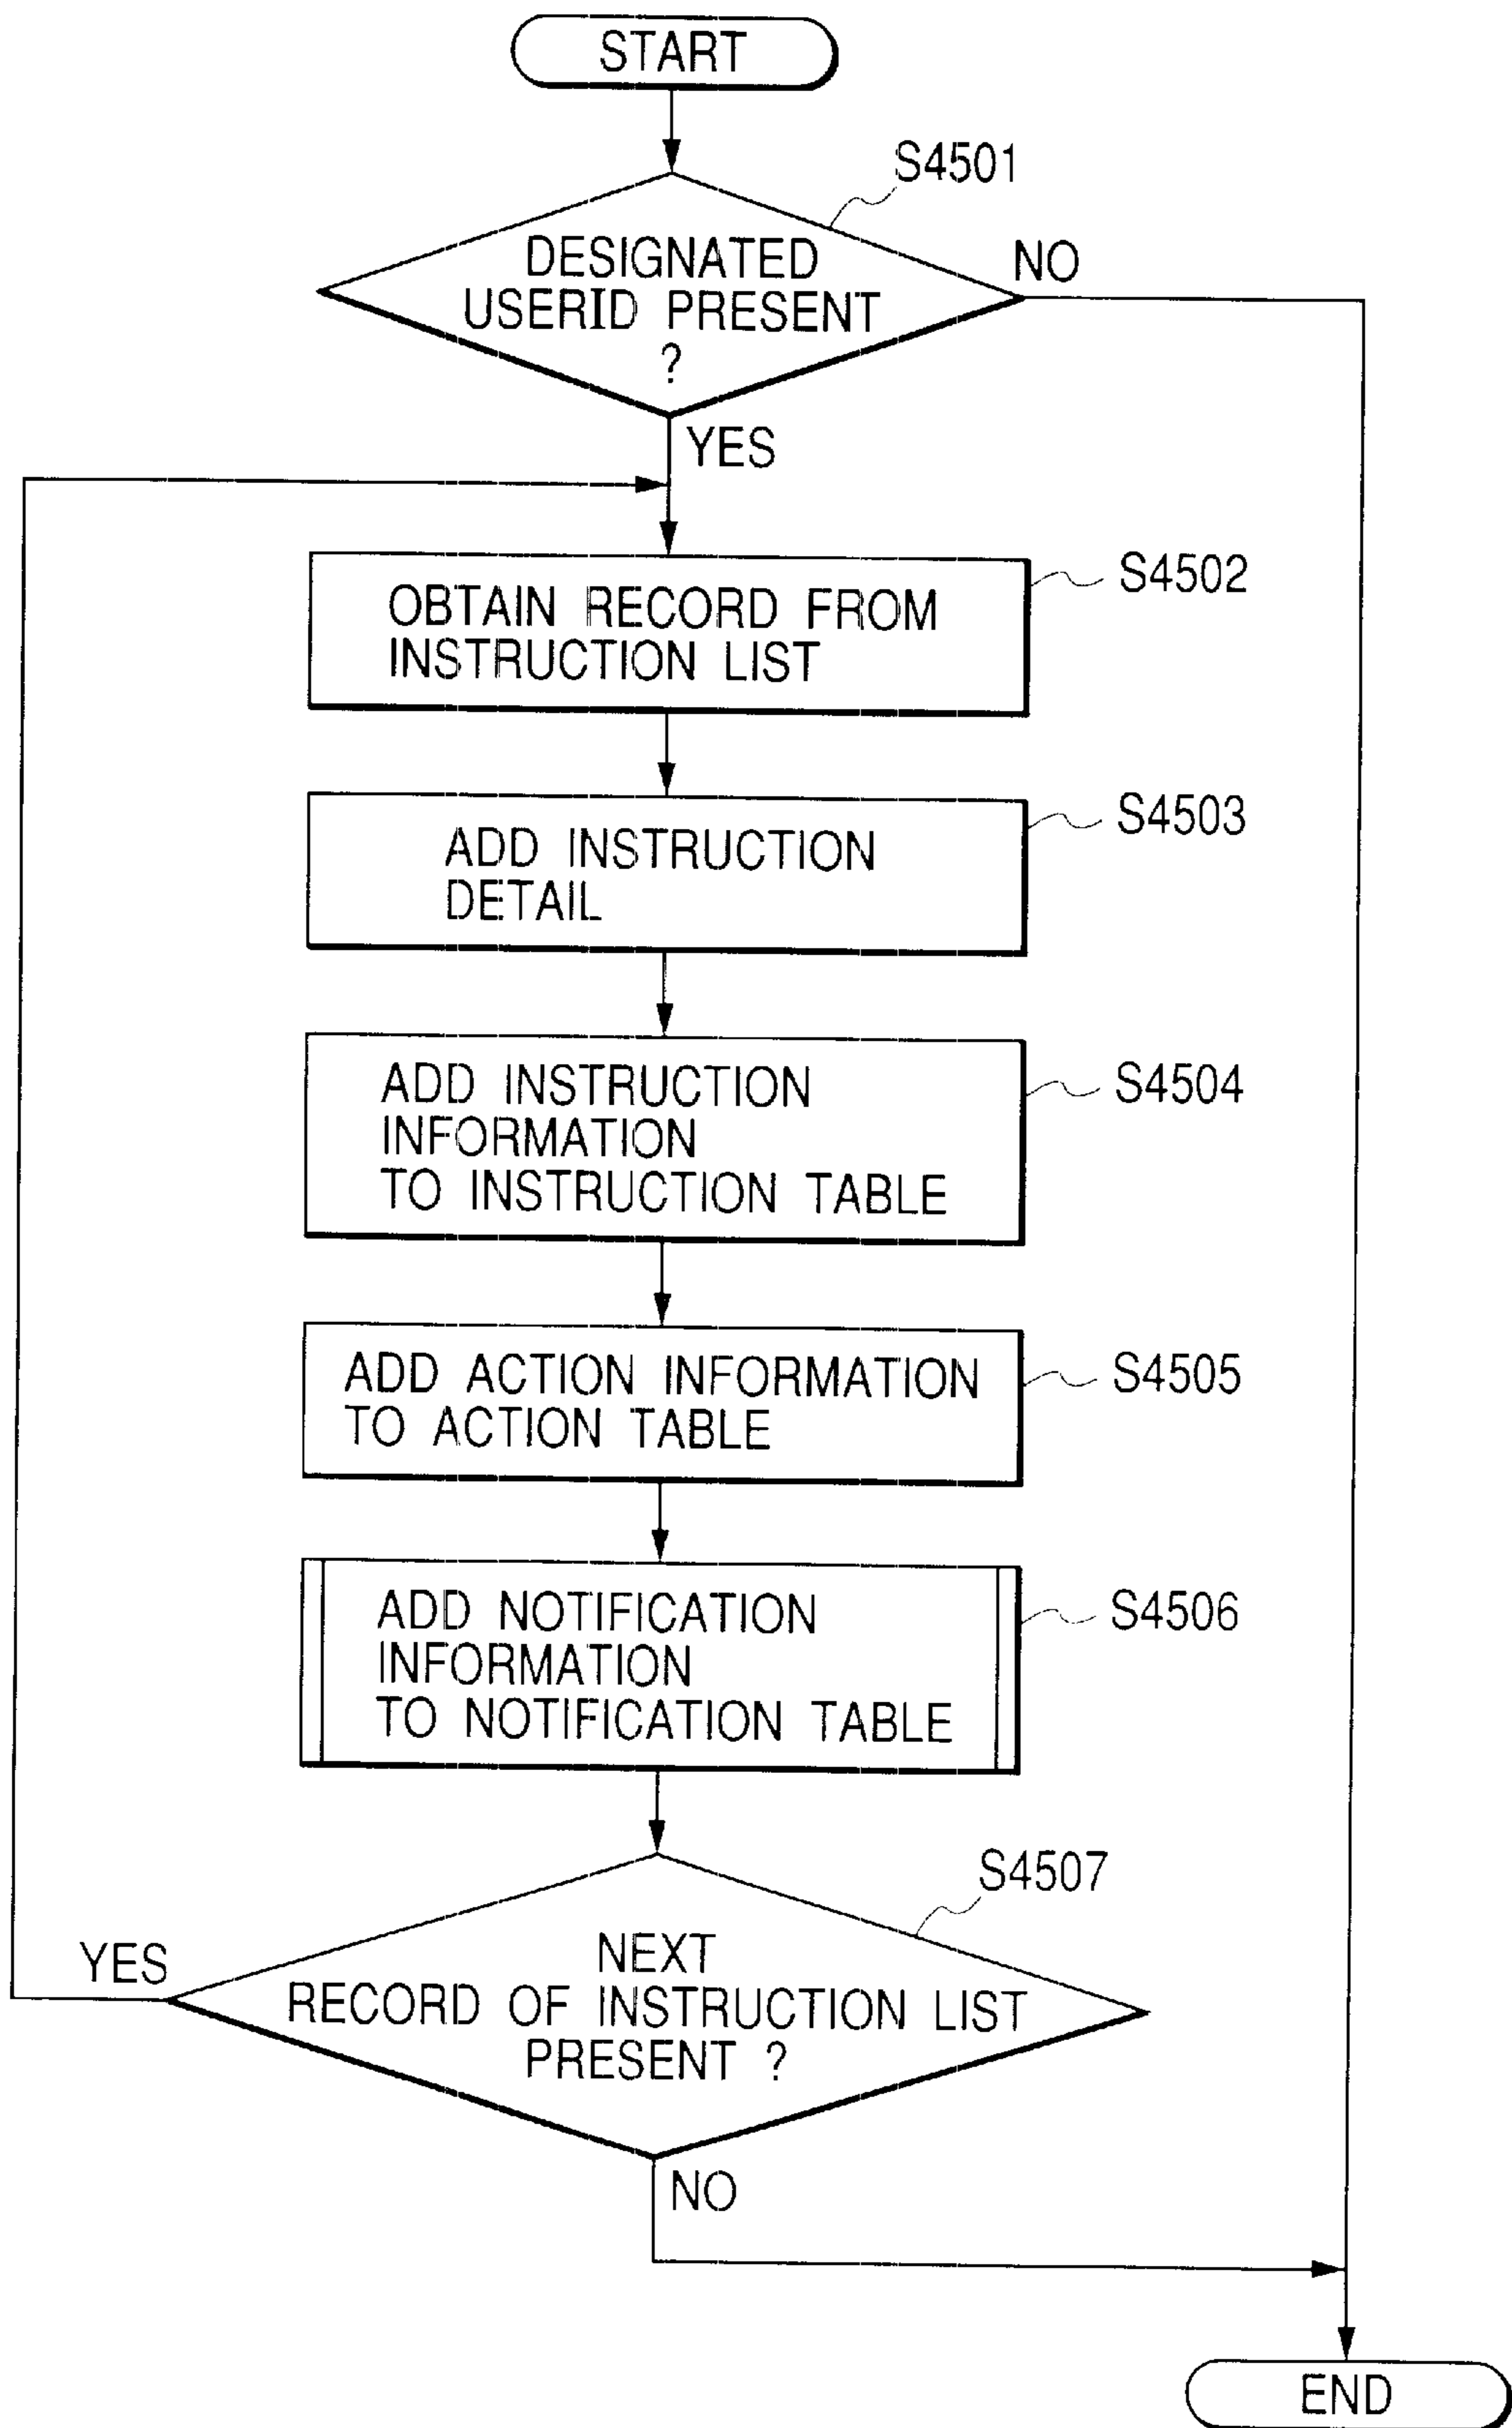 START
S4501
DESIGNATED
USERID PRESENT
?
NO
YES
OBTAIN RECORD FROM
INSTRUCTION LIST
S4502
ADD INSTRUCTION
DETAIL
S4503
ADD INSTRUCTION
INFORMATION
TO INSTRUCTION TABLE
S4504
ADD ACTION INFORMATION
TO ACTION TABLE
S4505
ADD NOTIFICATION
INFORMATION
TO NOTIFICATION TABLE
S4506
S4507
NEXT
RECORD OF INSTRUCTION LIST
PRESENT ?
YES
NO
END